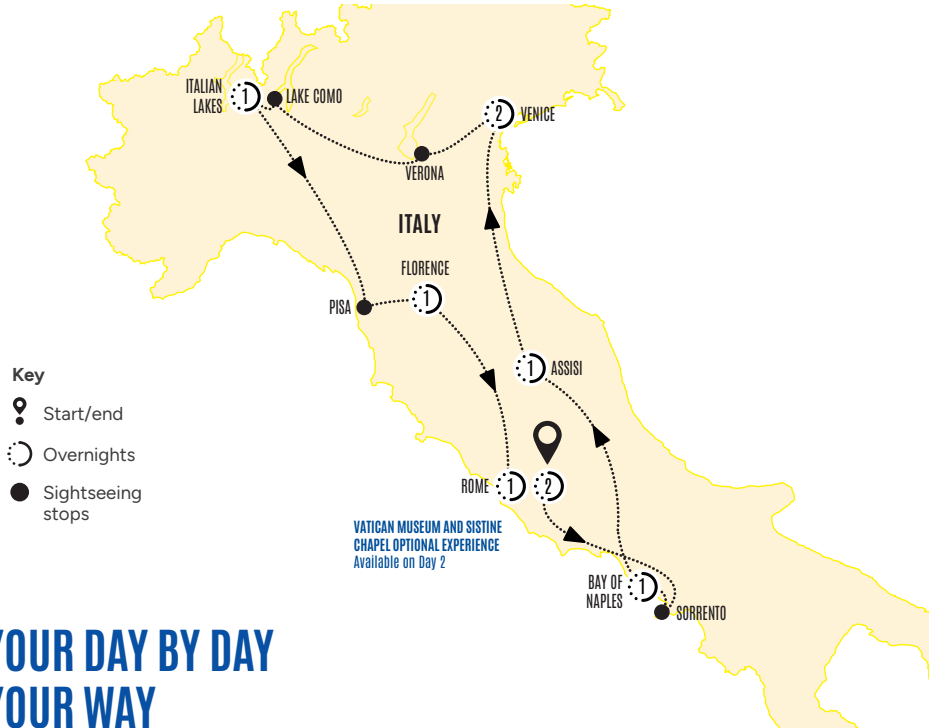 ITALIAN
LAKES
1
LAKE COMO
2
VENICE
VERONA
ITALY
FLORENCE
1
PISA
1
ASSISI
Key
Start/end
Overnights
Sightseeing
stops
ROME
1
2
VATICAN MUSEUM AND SISTINE
CHAPEL OPTIONAL EXPERIENCE
Available on Day 2
BAY OF
NAPLES
1
SORRENTO
YOUR DAY BY DAY
YOUR WAY